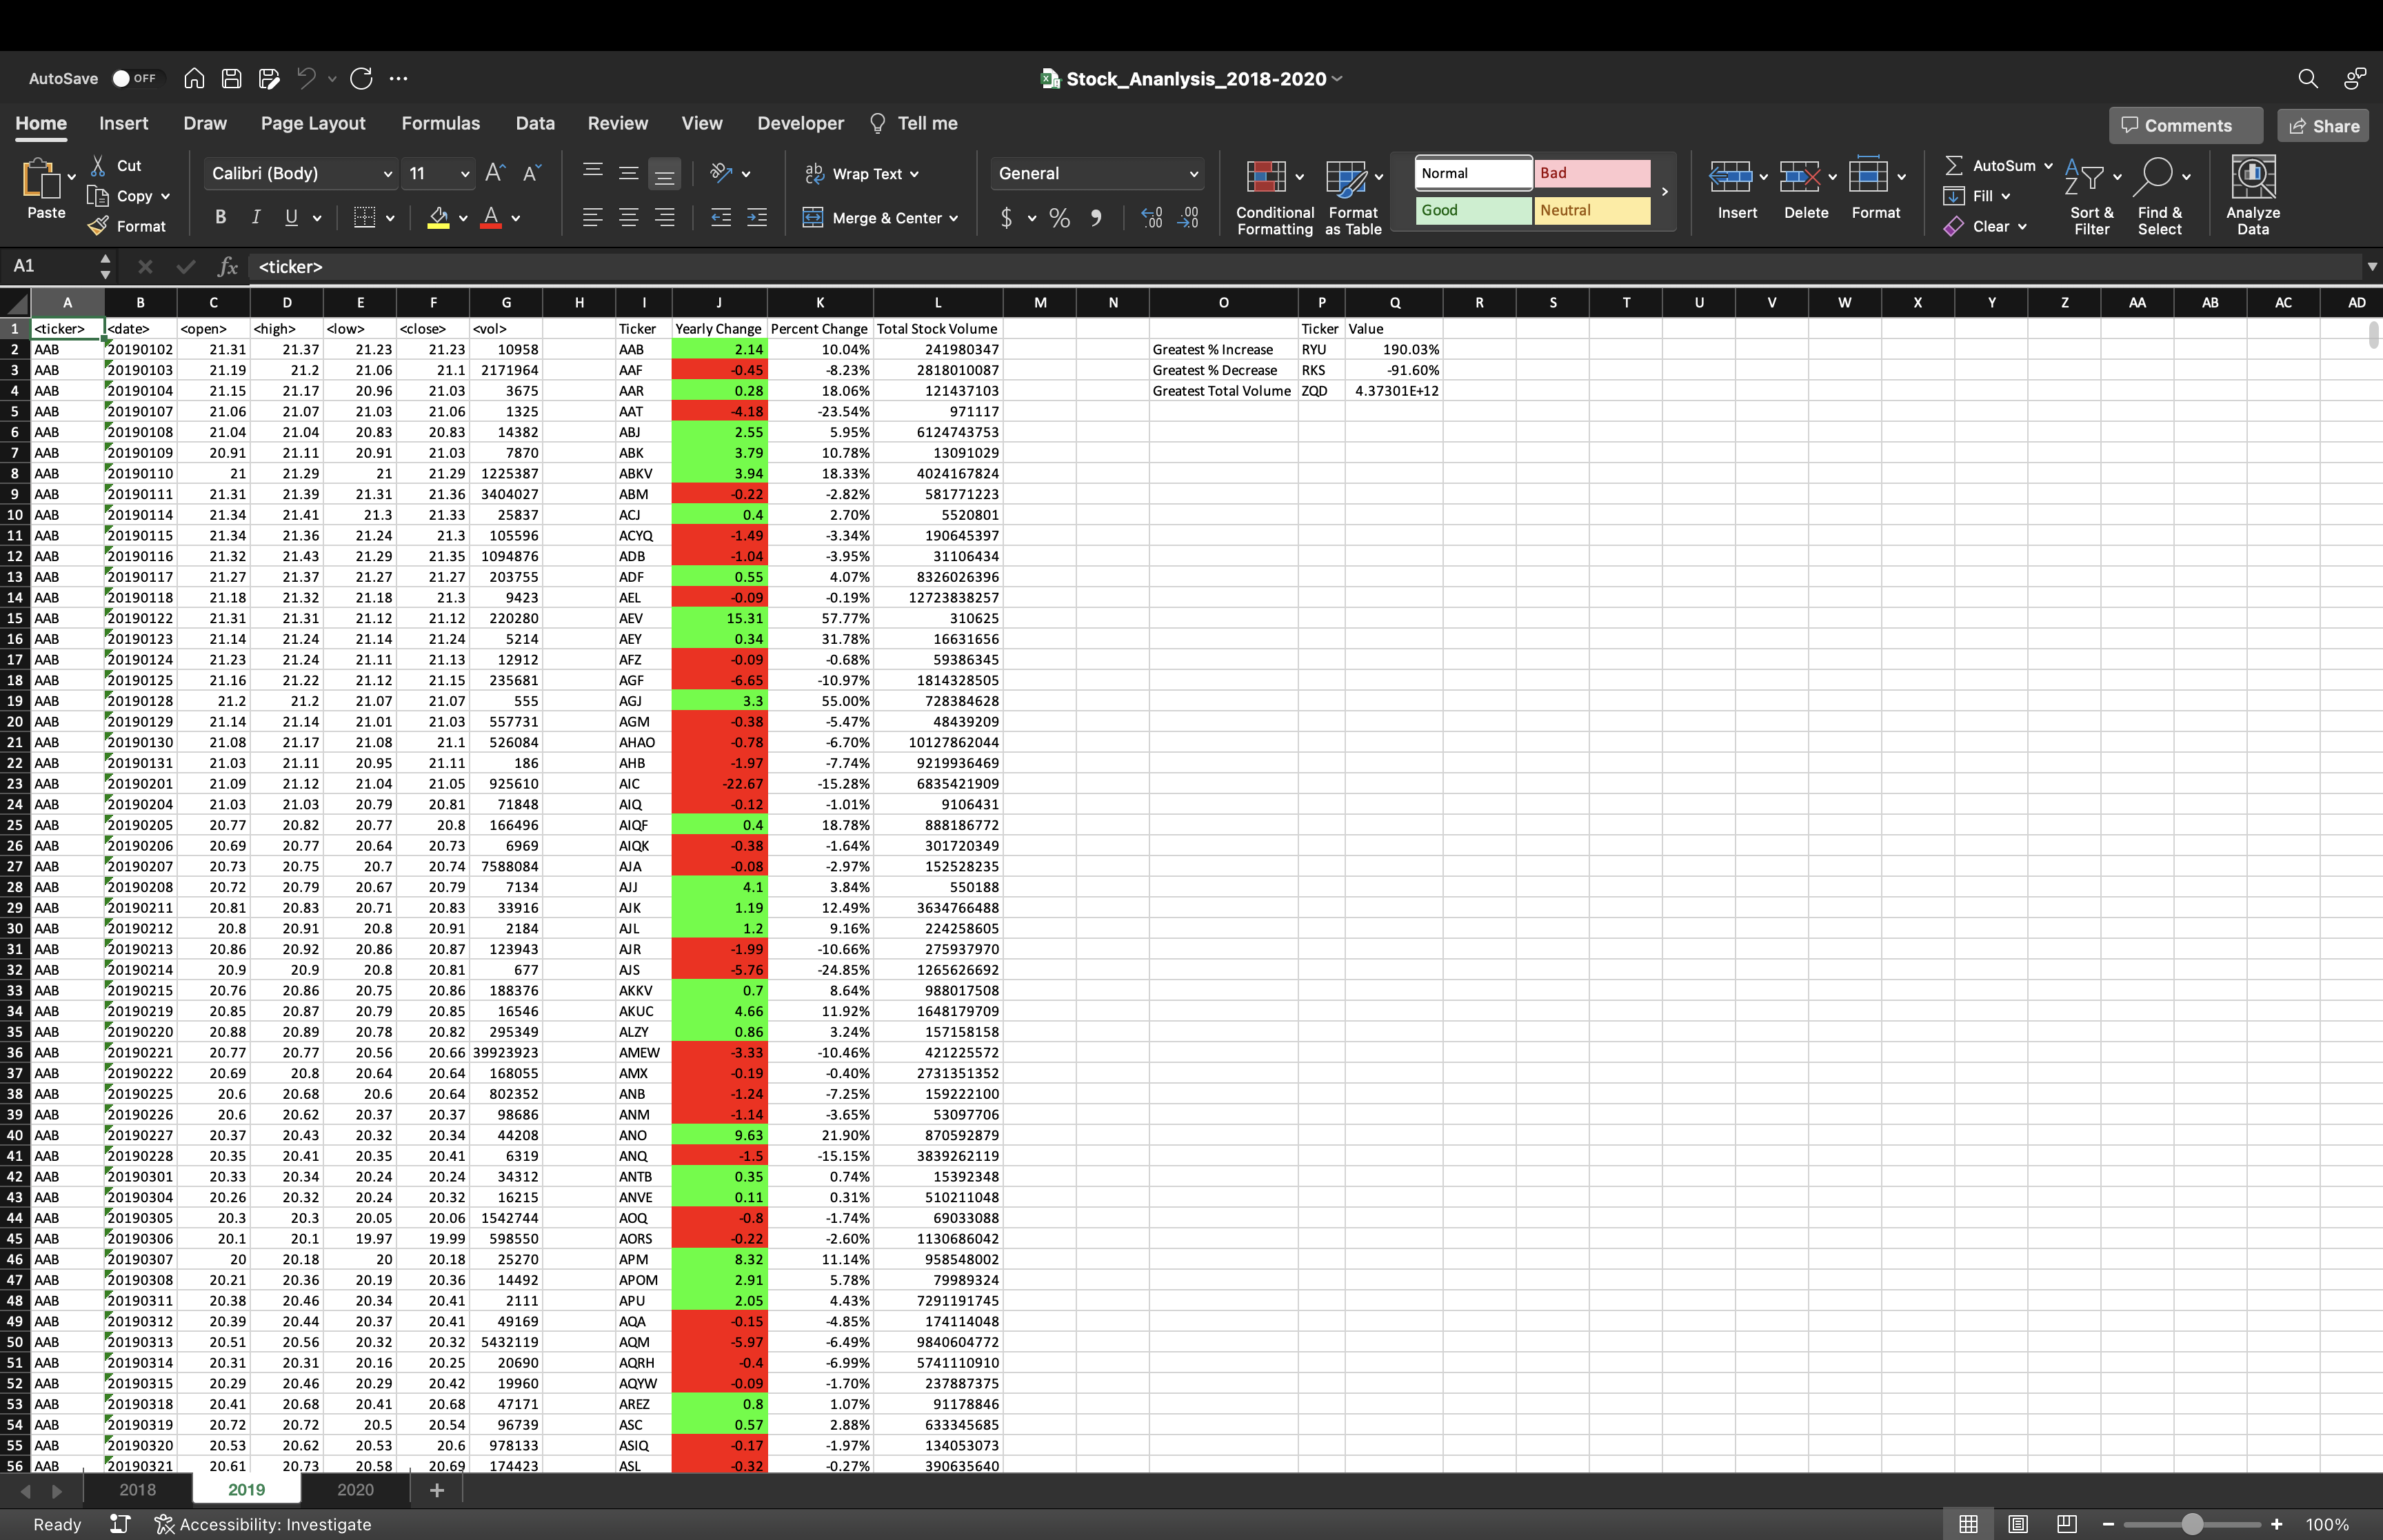 AutoSave OFF Stock_Ananlysis_2018-2020
Home Insert Draw Page Layout Formulas Data Review View Developer Tell me Comments Share
Paste Cut Copy Format Calibri (Body) 11 Wrap Text Merge & Center General Conditional Formatting Format as Table Normal Bad Good Neutral Insert Delete Format AutoSum Fill Clear Sort & Filter Find & Select Analyze Data
A1 fx <ticker>
A B C D E F G H I J K L M N O P Q R S T U V W X Y Z AA AB AC AD
1 <ticker> <date> <open> <high> <low> <close> <vol> Ticker Yearly Change Percent Change Total Stock Volume Ticker Value
2 AAB 20190102 21.31 21.37 21.23 21.23 10958 AAB 2.14 10.04% 241980347 Greatest % Increase RYU 190.03%
3 AAB 20190103 21.19 21.2 21.06 21.1 2171964 AAF -0.45 -8.23% 2818010087 Greatest % Decrease RKS -91.60%
4 AAB 20190104 21.15 21.17 20.96 21.03 3675 AAR 0.28 18.06% 121437103 Greatest Total Volume ZQD 4.37301E+12
5 AAB 20190107 21.06 21.07 21.03 21.06 1325 AAT -4.18 -23.54% 971117
6 AAB 20190108 21.04 21.04 20.83 20.83 14382 ABJ 2.55 5.95% 6124743753
7 AAB 20190109 20.91 21.11 20.91 21.03 7870 ABK 3.79 10.78% 13091029
8 AAB 20190110 21 21.29 21 21.29 1225387 ABKV 3.94 18.33% 4024167824
9 AAB 20190111 21.31 21.39 21.31 21.36 3404027 ABM -0.22 -2.82% 581771223
10 AAB 20190114 21.34 21.41 21.3 21.33 25837 ACJ 0.4 2.70% 5520801
11 AAB 20190115 21.34 21.36 21.24 21.3 105596 ACYQ -1.49 -3.34% 190645397
12 AAB 20190116 21.32 21.43 21.29 21.35 1094876 ADB -1.04 -3.95% 31106434
13 AAB 20190117 21.27 21.37 21.27 21.27 203755 ADF 0.55 4.07% 8326026396
14 AAB 20190118 21.18 21.32 21.18 21.3 9423 AEL -0.09 -0.19% 12723838257
15 AAB 20190122 21.31 21.31 21.12 21.12 220280 AEV 15.31 57.77% 310625
16 AAB 20190123 21.14 21.24 21.14 21.24 5214 AEY 0.34 31.78% 16631656
17 AAB 20190124 21.23 21.24 21.11 21.13 12912 AFZ -0.09 -0.68% 59386345
18 AAB 20190125 21.16 21.22 21.12 21.15 235681 AGF -6.65 -10.97% 1814328505
19 AAB 20190128 21.2 21.2 21.07 21.07 555 AGJ 3.3 55.00% 728384628
20 AAB 20190129 21.14 21.14 21.01 21.03 557731 AGM -0.38 -5.47% 48439209
21 AAB 20190130 21.08 21.17 21.08 21.1 526084 AHAO -0.78 -6.70% 10127862044
22 AAB 20190131 21.03 21.11 20.95 21.11 186 AHB -1.97 -7.74% 9219936469
23 AAB 20190201 21.09 21.12 21.04 21.05 925610 AIC -22.67 -15.28% 6835421909
24 AAB 20190204 21.03 21.03 20.79 20.81 71848 AIQ -0.12 -1.01% 9106431
25 AAB 20190205 20.77 20.82 20.77 20.8 166496 AIQF 0.4 18.78% 888186772
26 AAB 20190206 20.69 20.77 20.64 20.73 6969 AIQK -0.38 -1.64% 301720349
27 AAB 20190207 20.73 20.75 20.7 20.74 7588084 AJA -0.08 -2.97% 152528235
28 AAB 20190208 20.72 20.79 20.67 20.79 7134 AJJ 4.1 3.84% 550188
29 AAB 20190211 20.81 20.83 20.71 20.83 33916 AJK 1.19 12.49% 3634766488
30 AAB 20190212 20.8 20.91 20.8 20.91 2184 AJL 1.2 9.16% 224258605
31 AAB 20190213 20.86 20.92 20.86 20.87 123943 AJR -1.99 -10.66% 275937970
32 AAB 20190214 20.9 20.9 20.8 20.81 677 AJS -5.76 -24.85% 1265626692
33 AAB 20190215 20.76 20.86 20.75 20.86 188376 AKKV 0.7 8.64% 988017508
34 AAB 20190219 20.85 20.87 20.79 20.85 16546 AKUC 4.66 11.92% 1648179709
35 AAB 20190220 20.88 20.89 20.78 20.82 295349 ALZY 0.86 3.24% 157158158
36 AAB 20190221 20.77 20.77 20.56 20.66 39923923 AMEW -3.33 -10.46% 421225572
37 AAB 20190222 20.69 20.8 20.64 20.64 168055 AMX -0.19 -0.40% 2731351352
38 AAB 20190225 20.6 20.68 20.6 20.64 802352 ANB -1.24 -7.25% 159222100
39 AAB 20190226 20.6 20.62 20.37 20.37 98686 ANM -1.14 -3.65% 53097706
40 AAB 20190227 20.37 20.43 20.32 20.34 44208 ANO 9.63 21.90% 870592879
41 AAB 20190228 20.35 20.41 20.35 20.41 6319 ANQ -1.5 -15.15% 3839262119
42 AAB 20190301 20.33 20.34 20.24 20.24 34312 ANTB 0.35 0.74% 15392348
43 AAB 20190304 20.26 20.32 20.24 20.32 16215 ANVE 0.11 0.31% 510211048
44 AAB 20190305 20.3 20.3 20.05 20.06 1542744 AOQ -0.8 -1.74% 69033088
45 AAB 20190306 20.1 20.1 19.97 19.99 598550 AORS -0.22 -2.60% 1130686042
46 AAB 20190307 20 20.18 20 20.18 25270 APM 8.32 11.14% 958548002
47 AAB 20190308 20.21 20.36 20.19 20.36 14492 APOM 2.91 5.78% 79989324
48 AAB 20190311 20.38 20.46 20.34 20.41 2111 APU 2.05 4.43% 7291191745
49 AAB 20190312 20.39 20.44 20.37 20.41 49169 AQA -0.15 -4.85% 174114048
50 AAB 20190313 20.51 20.56 20.32 20.32 5432119 AQM -5.97 -6.49% 9840604772
51 AAB 20190314 20.31 20.31 20.16 20.25 20690 AQRH -0.4 -6.99% 5741110910
52 AAB 20190315 20.29 20.46 20.29 20.42 19960 AQYW -0.09 -1.70% 237887375
53 AAB 20190318 20.41 20.68 20.41 20.68 47171 AREZ 0.8 1.07% 91178846
54 AAB 20190319 20.72 20.72 20.5 20.54 96739 ASC 0.57 2.88% 633345685
55 AAB 20190320 20.53 20.62 20.53 20.6 978133 ASIQ -0.17 -1.97% 134053073
56 AAB 20190321 20.61 20.73 20.58 20.69 174423 ASL -0.32 -0.27% 390635640
2018 2019 2020 +
Ready Accessibility: Investigate 100%